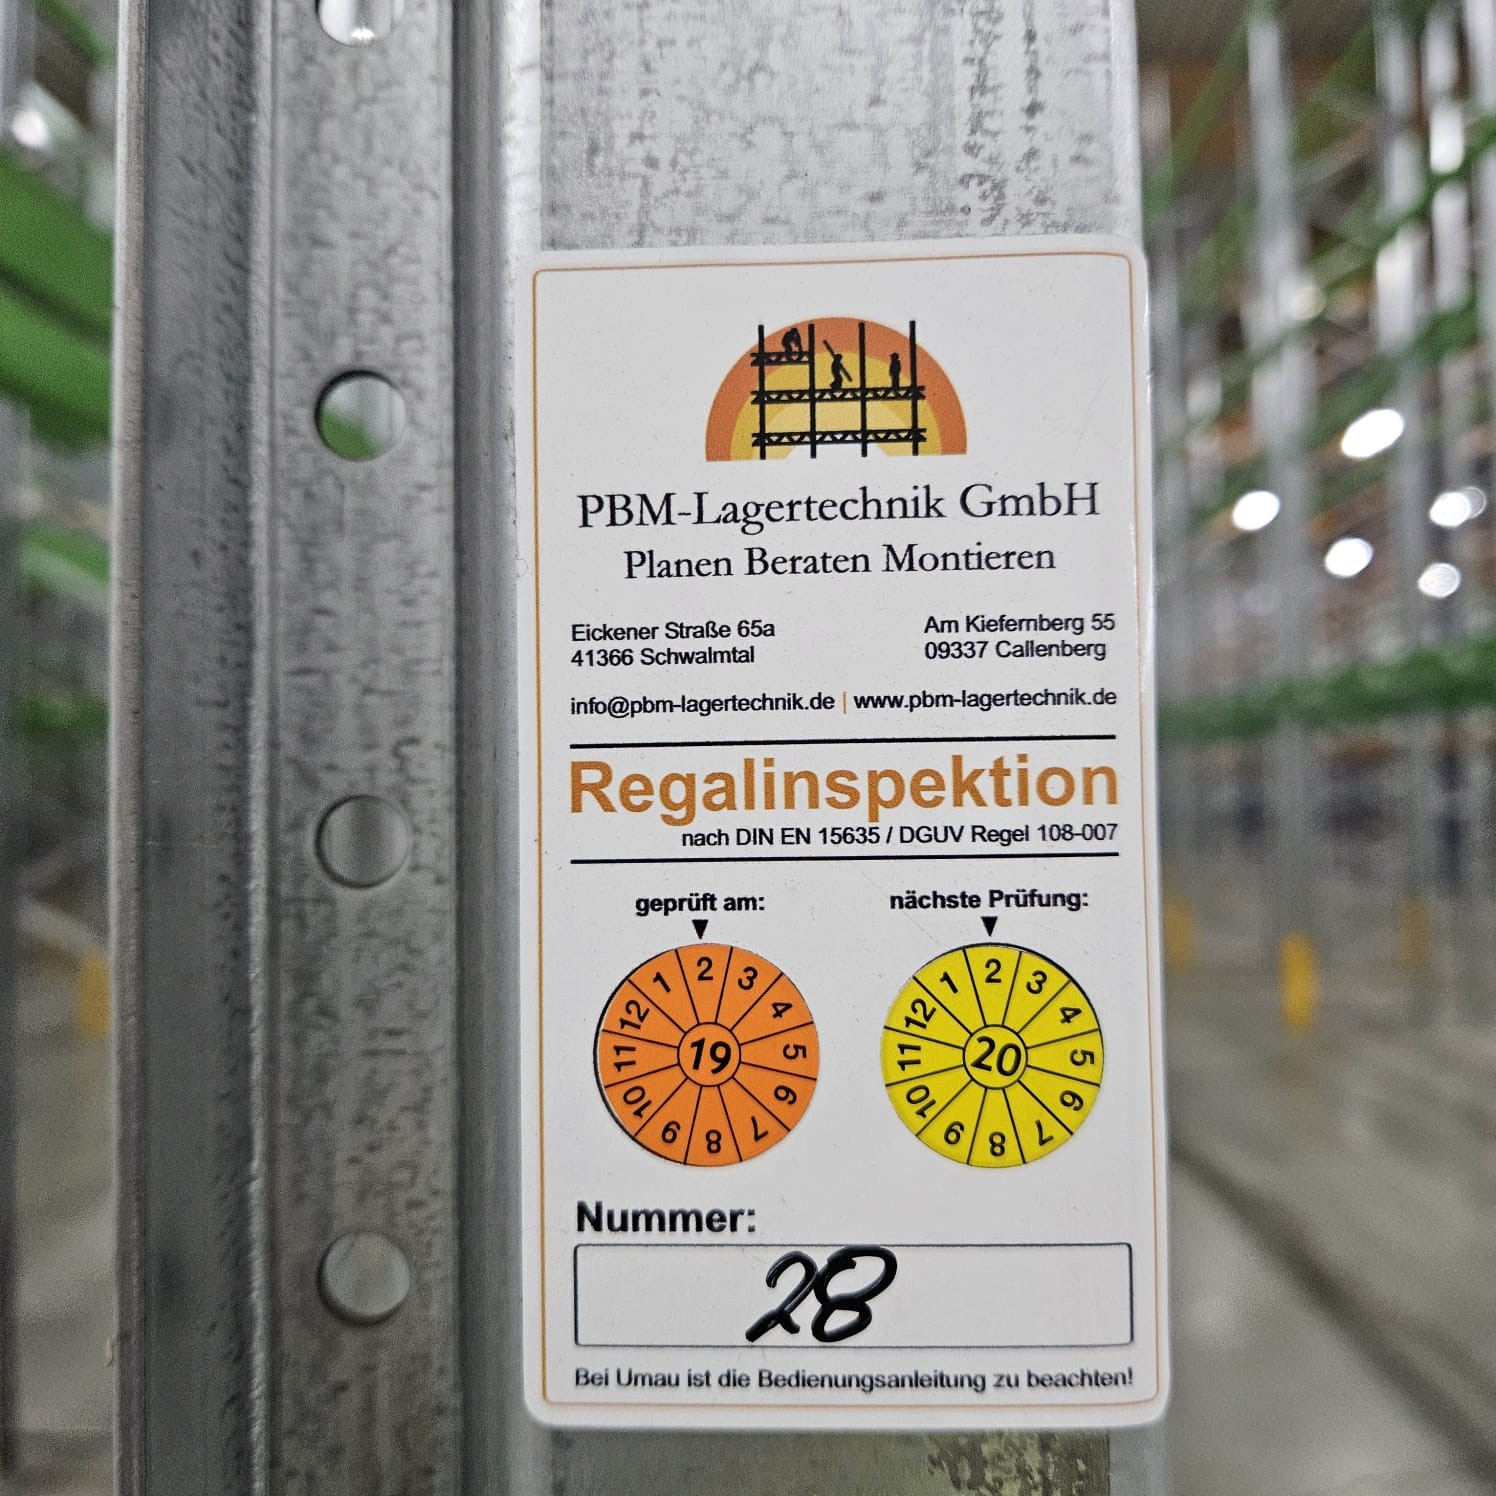 PBM-Lagertechnik GmbH
Planen Beraten Montieren
Eickener Straße 65a
41366 Schwalmtal
Am Kiefernberg 55
09337 Callenberg
info@pbm-lagertechnik.de | www.pbm-lagertechnik.de
Regalinspektion
nach DIN EN 15635 / DGUV Regel 108-007
geprüft am:
1 2 3 4 5 6 7 8 9 10 11 12
19
nächste Prüfung:
1 2 3 4 5 6 7 8 9 10 11 12
20
Nummer:
28
Bei Umau ist die Bedienungsanleitung zu beachten!